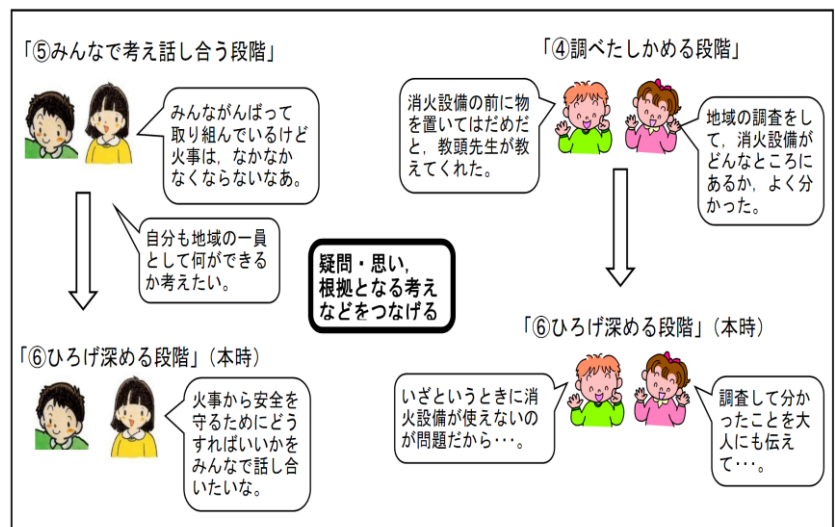 「⑤みんなで考え話し合う段階」
みんながんばって
取り組んでいるけど
火事は，なかなか
なくならないなあ。
自分も地域の一員
として何ができる
か考えたい。
「⑥ひろげ深める段階」(本時)
火事から安全を
守るためにどう
すればいいかを
みんなで話し合
いたいな。
疑問・思い，
根拠となる考え
などをつなげる
「④調べたしかめる段階」
消火設備の前に物
を置いてはだめだ
と，教頭先生が教
えてくれた。
地域の調査をし
て，消火設備が
どんなところに
あるか，よく分
かった。
「⑥ひろげ深める段階」(本時)
いざというときに消
火設備が使えないの
が問題だから･･･。
調査して分か
ったことを大
人にも伝え
て･･･。